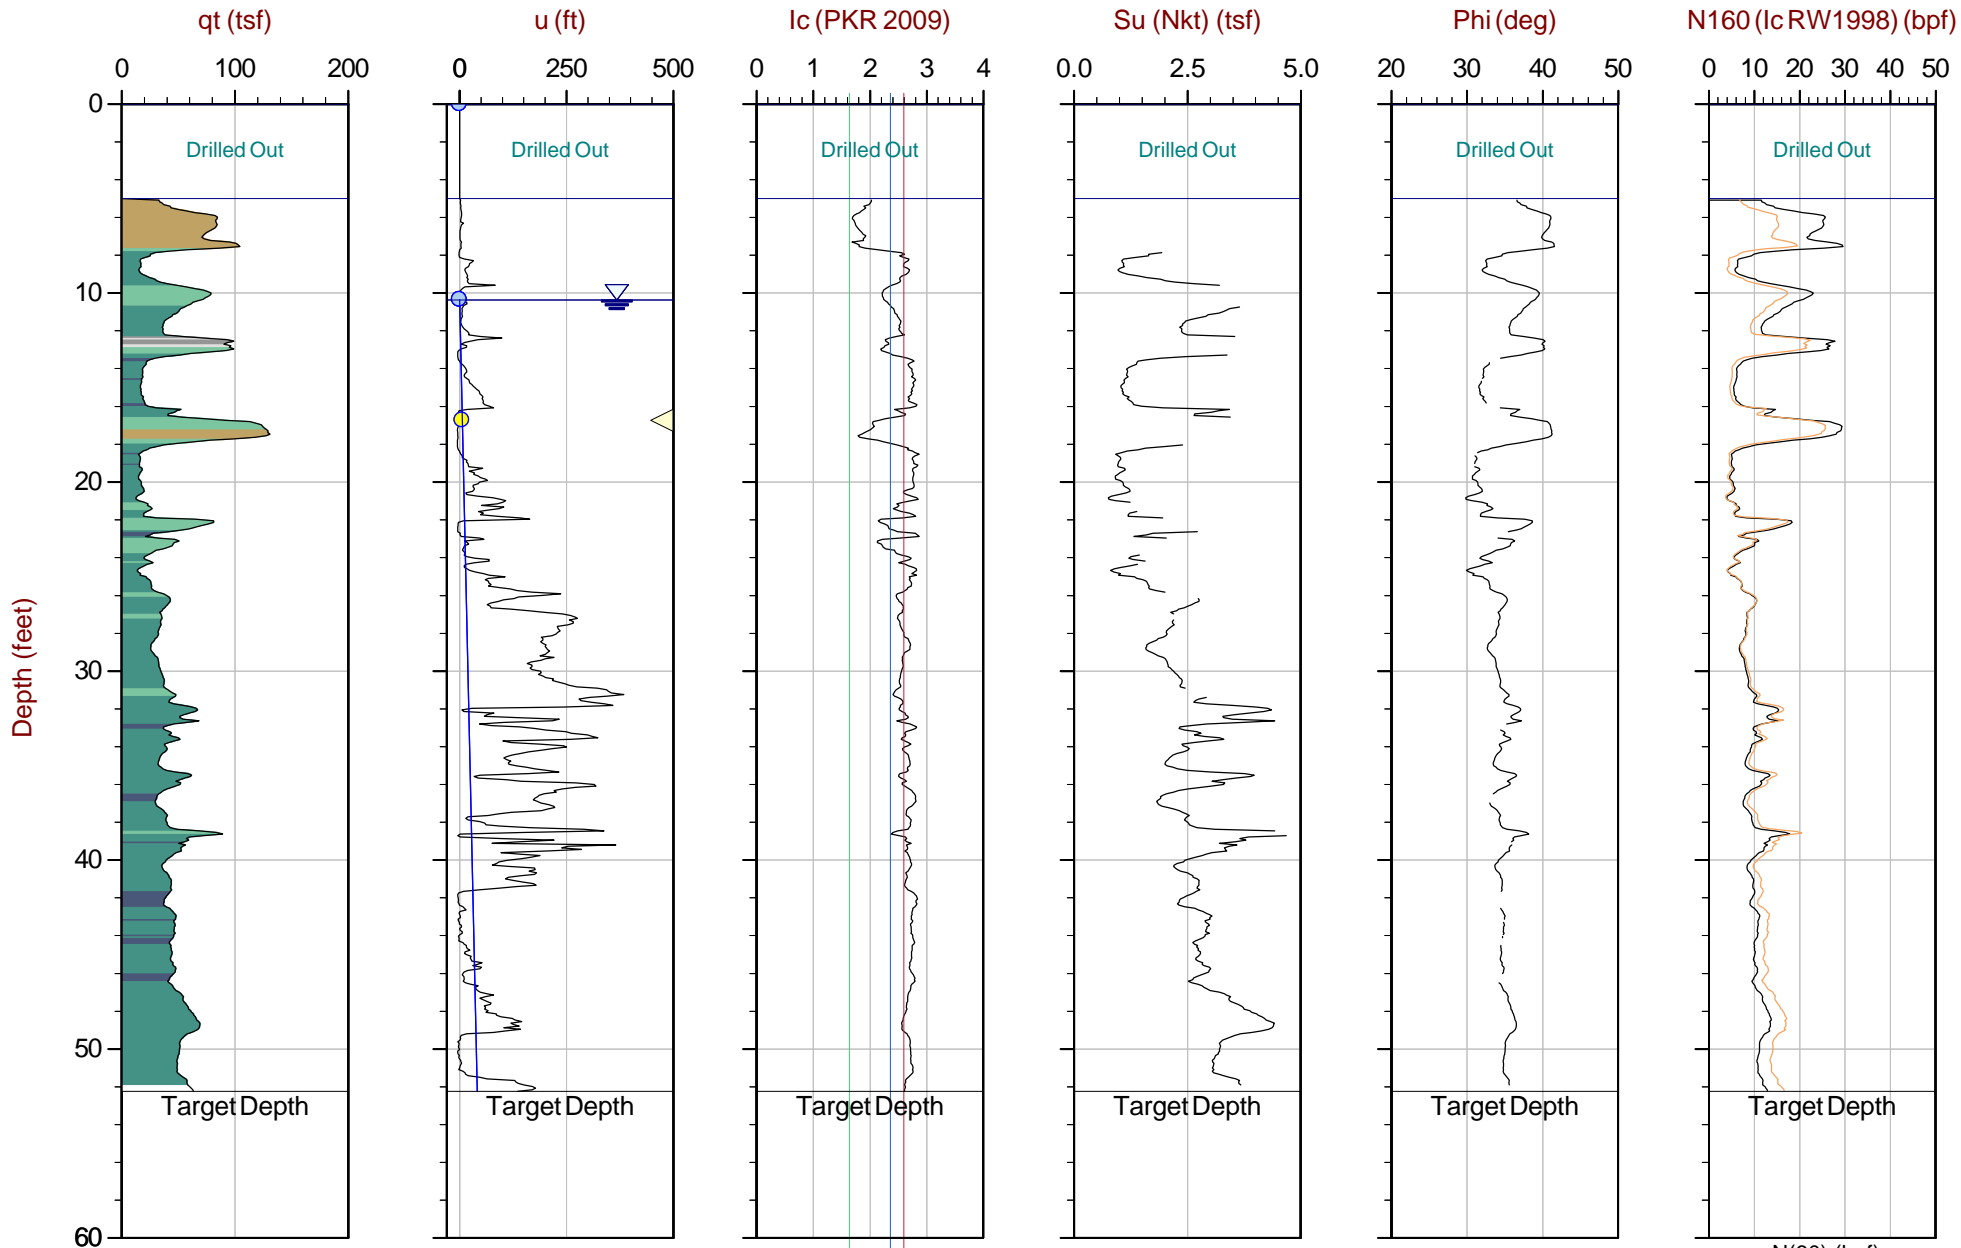 qt (tsf) u (ft) Ic (PKR 2009) Su (Nkt) (tsf) Phi (deg) N160 (Ic RW1998) (bpf)
0 100 200 0 250 500 0 1 2 3 4 0.0 2.5 5.0 20 30 40 50 0 10 20 30 40 50
0
Drilled Out Drilled Out Drilled Out Drilled Out Drilled Out Drilled Out
10
20
30
Depth (feet)
40
50
Target Depth Target Depth Target Depth Target Depth Target Depth Target Depth
60